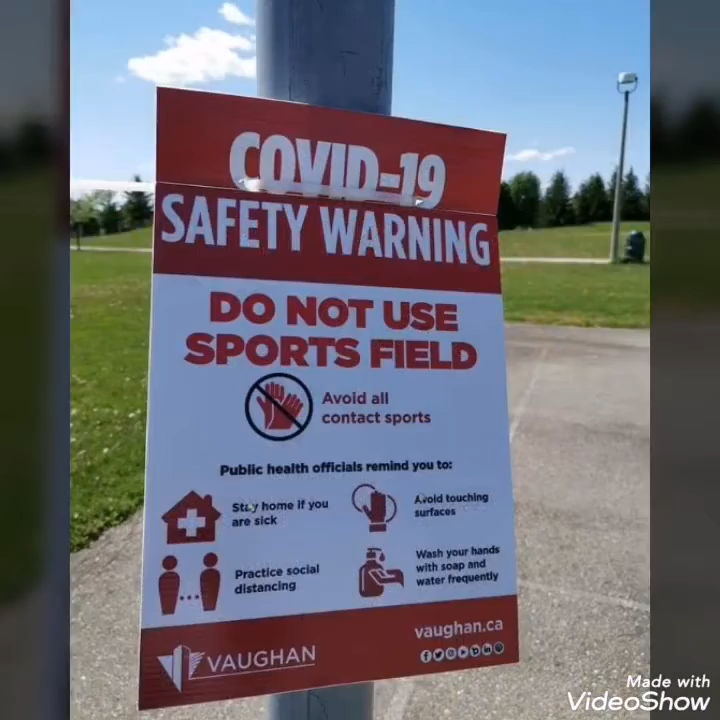 COVID-19
SAFETY WARNING
DO NOT USE
SPORTS FIELD
Avoid all
contact sports
Public health officials remind you to:
Stay home if you
are sick
Avoid touching
surfaces
Practice social
distancing
Wash your hands
with soap and
water frequently
VAUGHAN
vaughan.ca
Made with
VideoShow